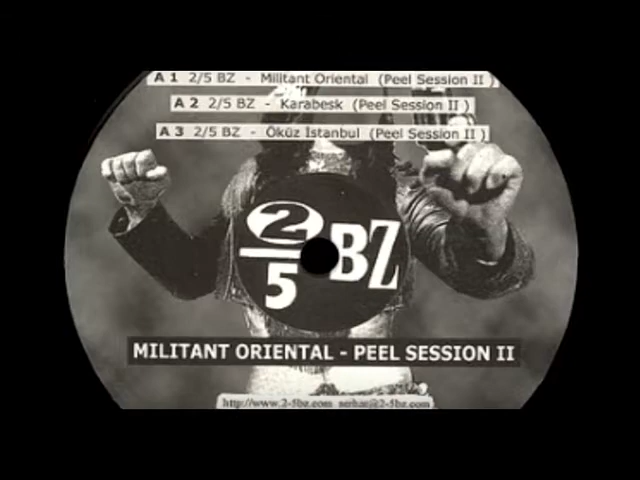 A 1 2/5 BZ - Militant Oriental (Peel Session II )
A 2 2/5 BZ - Karabesk (Peel Session II )
A 3 2/5 BZ - Öküz İstanbul (Peel Session II )
2/5 BZ
MILITANT ORIENTAL - PEEL SESSION II
http://www.2-5bz.com serhat@2-5bz.com